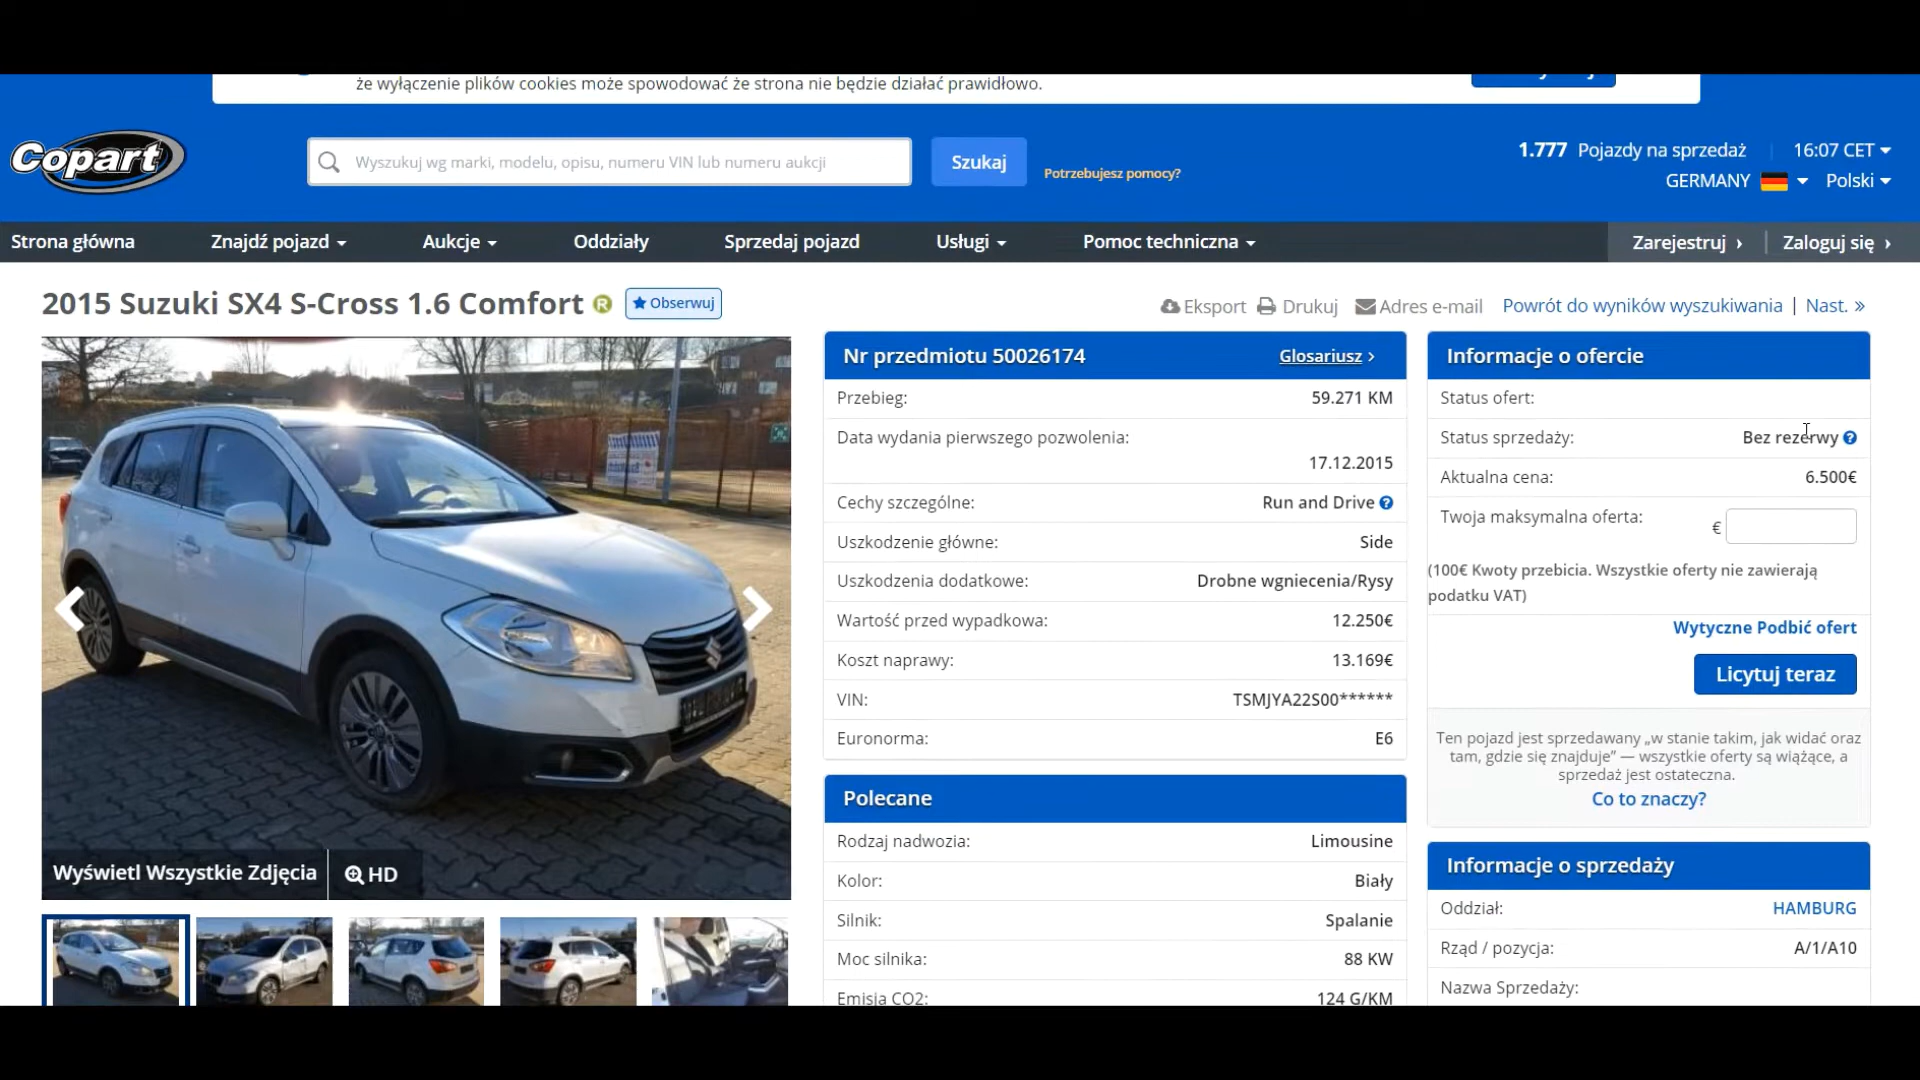 że wyłączenie plików cookies może spowodować że strona nie będzie działać prawidłowo.
Copart
Wyszukuj wg marki, modelu, opisu, numeru VIN lub numeru aukcji
Szukaj
Potrzebujesz pomocy?
1.777 Pojazdy na sprzedaż
16:07 CET
GERMANY
Polski
Strona główna
Znajdź pojazd
Aukcje
Oddziały
Sprzedaj pojazd
Usługi
Pomoc techniczna
Zarejestruj
Zaloguj się
2015 Suzuki SX4 S-Cross 1.6 Comfort
R
Obserwuj
Eksport
Drukuj
Adres e-mail
Powrót do wyników wyszukiwania | Nast. »
Wyświetl Wszystkie Zdjęcia
HD
Nr przedmiotu 50026174
Glosariusz
Przebieg: 59.271 KM
Data wydania pierwszego pozwolenia:
17.12.2015
Cechy szczególne: Run and Drive ?
Uszkodzenie główne: Side
Uszkodzenia dodatkowe: Drobne wgniecenia/Rysy
Wartość przed wypadkowa: 12.250€
Koszt naprawy: 13.169€
VIN: TSMJYA22S00******
Euronorma: E6
Polecane
Rodzaj nadwozia: Limousine
Kolor: Biały
Silnik: Spalanie
Moc silnika: 88 KW
Emisja CO2: 124 G/KM
Informacje o ofercie
Status ofert:
Status sprzedaży: Bez rezerwy ?
Aktualna cena: 6.500€
Twoja maksymalna oferta:
€
(100€ Kwoty przebicia. Wszystkie oferty nie zawierają
podatku VAT)
Wytyczne Podbić ofert
Licytuj teraz
Ten pojazd jest sprzedawany „w stanie takim, jak widać oraz
tam, gdzie się znajduje” — wszystkie oferty są wiążące, a
sprzedaż jest ostateczna.
Co to znaczy?
Informacje o sprzedaży
Oddział: HAMBURG
Rząd / pozycja: A/1/A10
Nazwa Sprzedaży: